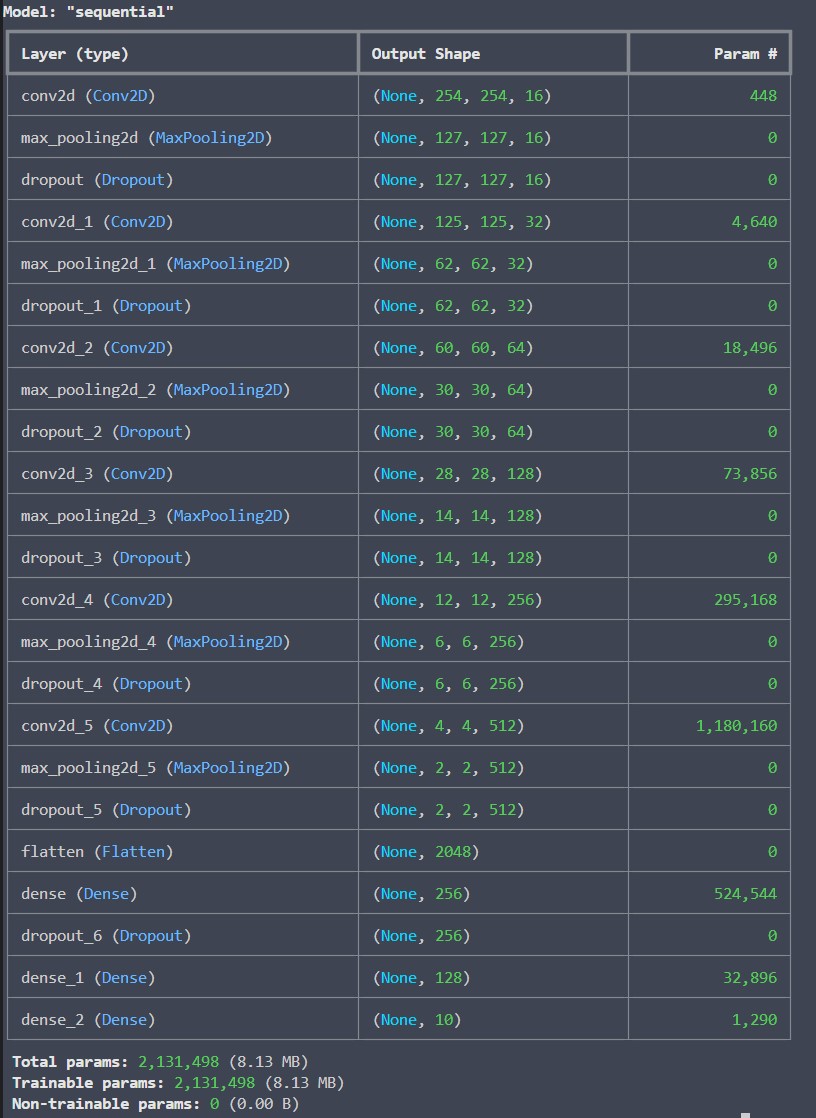 Model: "sequential"
Layer (type) Output Shape Param #
conv2d (Conv2D) (None, 254, 254, 16) 448
max_pooling2d (MaxPooling2D) (None, 127, 127, 16) 0
dropout (Dropout) (None, 127, 127, 16) 0
conv2d_1 (Conv2D) (None, 125, 125, 32) 4,640
max_pooling2d_1 (MaxPooling2D) (None, 62, 62, 32) 0
dropout_1 (Dropout) (None, 62, 62, 32) 0
conv2d_2 (Conv2D) (None, 60, 60, 64) 18,496
max_pooling2d_2 (MaxPooling2D) (None, 30, 30, 64) 0
dropout_2 (Dropout) (None, 30, 30, 64) 0
conv2d_3 (Conv2D) (None, 28, 28, 128) 73,856
max_pooling2d_3 (MaxPooling2D) (None, 14, 14, 128) 0
dropout_3 (Dropout) (None, 14, 14, 128) 0
conv2d_4 (Conv2D) (None, 12, 12, 256) 295,168
max_pooling2d_4 (MaxPooling2D) (None, 6, 6, 256) 0
dropout_4 (Dropout) (None, 6, 6, 256) 0
conv2d_5 (Conv2D) (None, 4, 4, 512) 1,180,160
max_pooling2d_5 (MaxPooling2D) (None, 2, 2, 512) 0
dropout_5 (Dropout) (None, 2, 2, 512) 0
flatten (Flatten) (None, 2048) 0
dense (Dense) (None, 256) 524,544
dropout_6 (Dropout) (None, 256) 0
dense_1 (Dense) (None, 128) 32,896
dense_2 (Dense) (None, 10) 1,290
Total params: 2,131,498 (8.13 MB)
Trainable params: 2,131,498 (8.13 MB)
Non-trainable params: 0 (0.00 B)